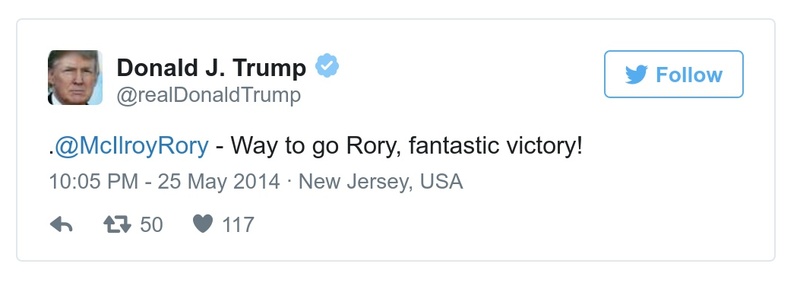 Donald J. Trump
@realDonaldTrump
Follow
.@McIlroyRory - Way to go Rory, fantastic victory!
10:05 PM - 25 May 2014 · New Jersey, USA
50 117